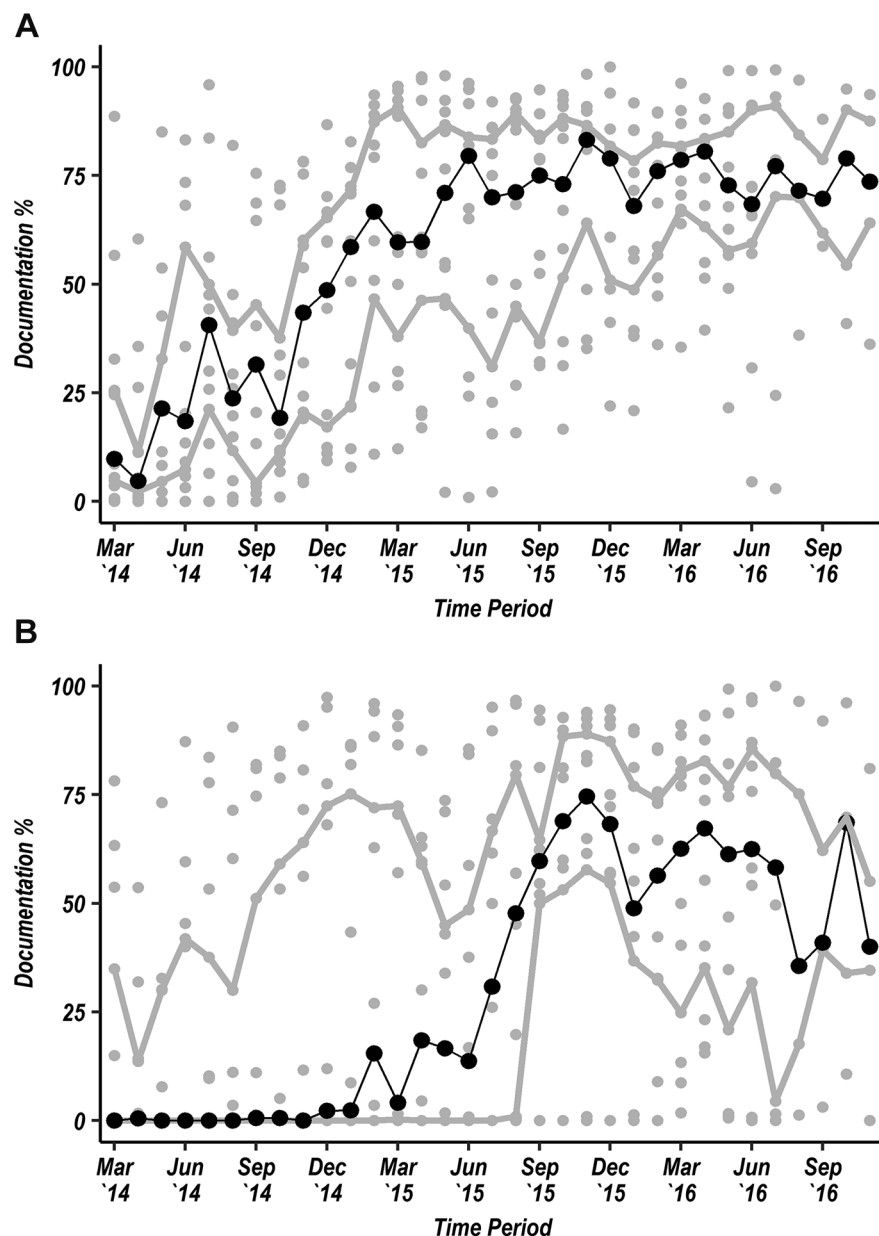 A
100
75
50
25
0
Documentation %
Mar Jun Sep Dec Mar Jun Sep Dec Mar Jun Sep
`14 `14 `14 `14 `15 `15 `15 `15 `16 `16 `16
Time Period
B
100
75
50
25
0
Documentation %
Mar Jun Sep Dec Mar Jun Sep Dec Mar Jun Sep
`14 `14 `14 `14 `15 `15 `15 `15 `16 `16 `16
Time Period